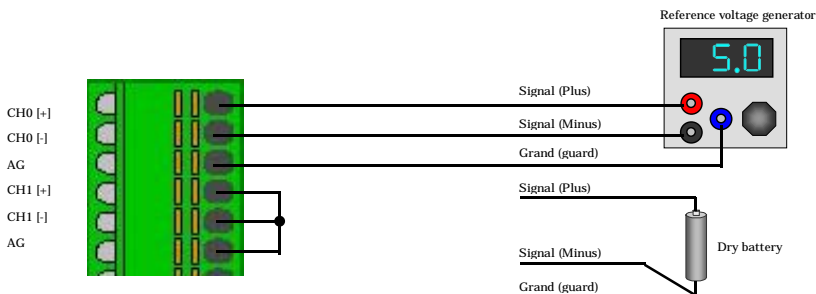 Reference voltage generator
5.0
CH0 [+]
CH0 [-]
AG
CH1 [+]
CH1 [-]
AG
Signal (Plus)
Signal (Minus)
Grand (guard)
Signal (Plus)
Dry battery
Signal (Minus)
Grand (guard)